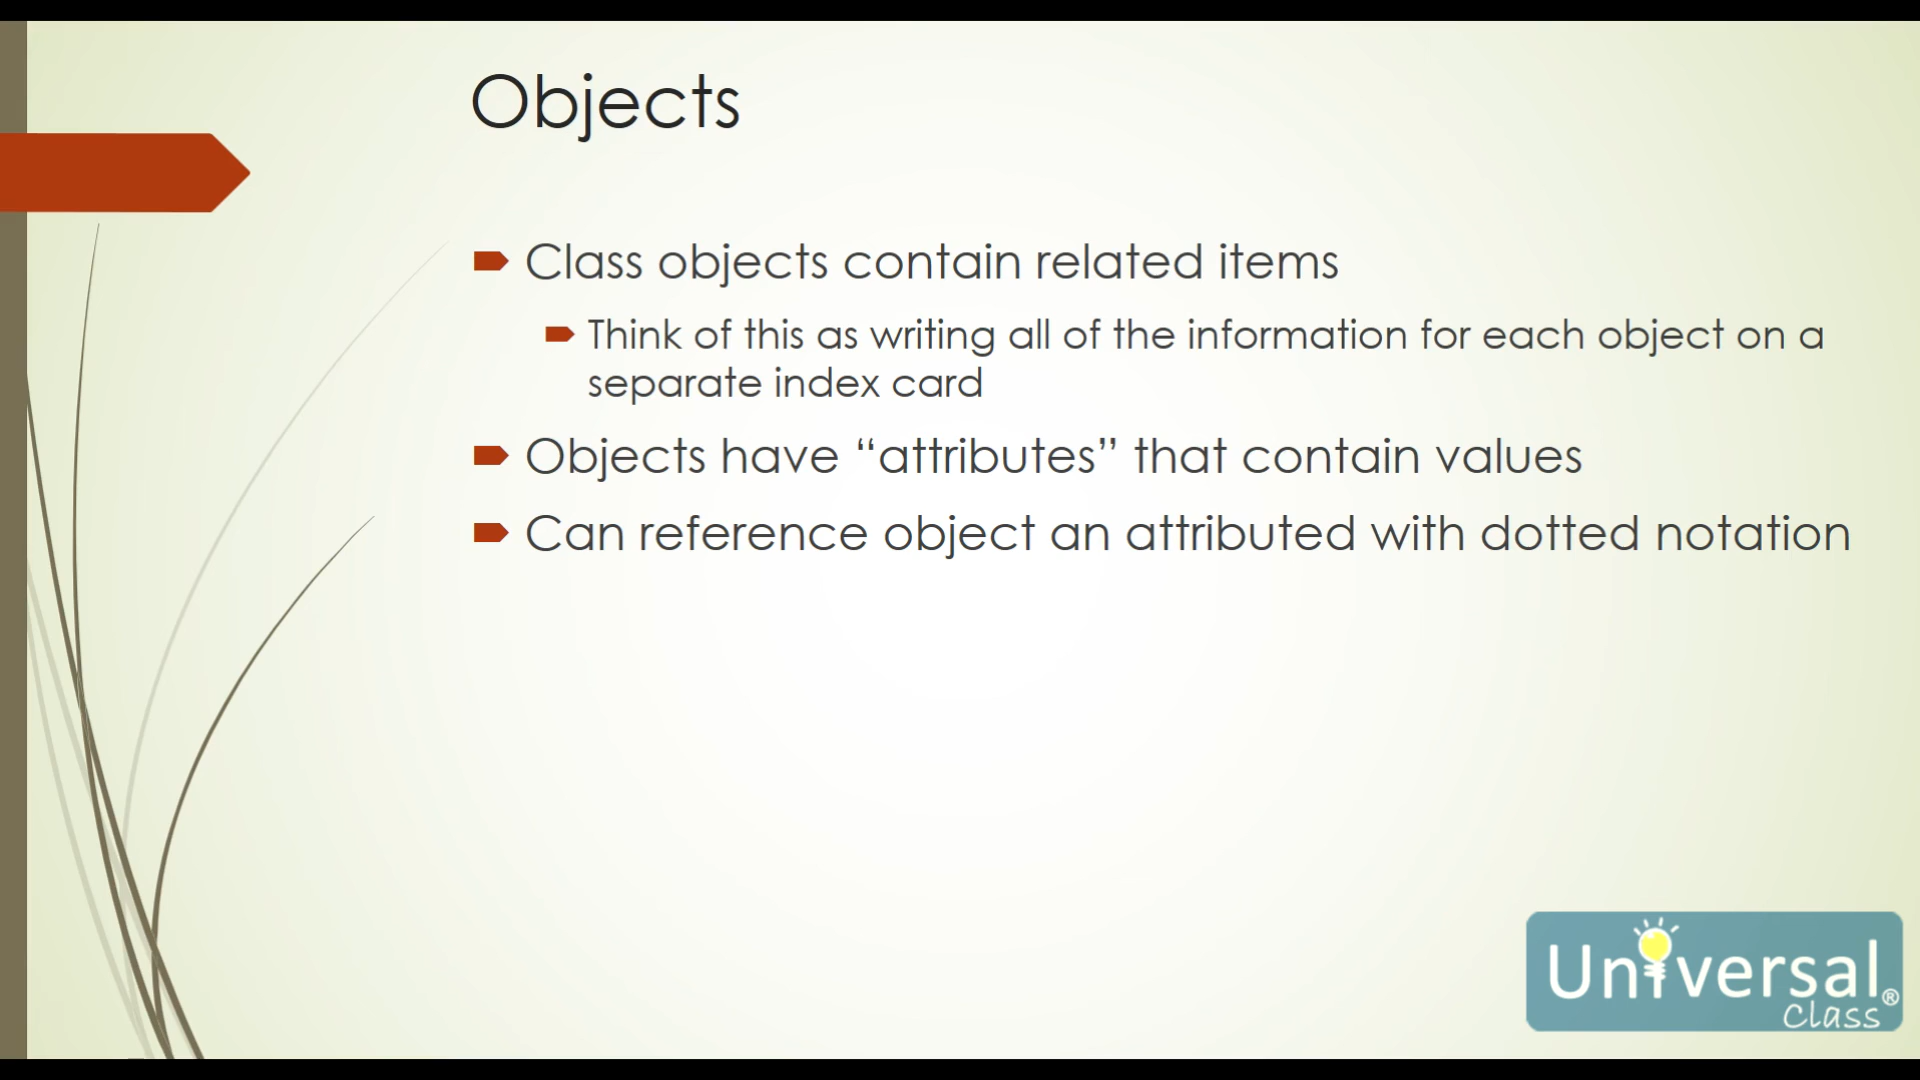 Objects
Class objects contain related items
Think of this as writing all of the information for each object on a
separate index card
Objects have “attributes” that contain values
Can reference object an attributed with dotted notation
Universal®
Class